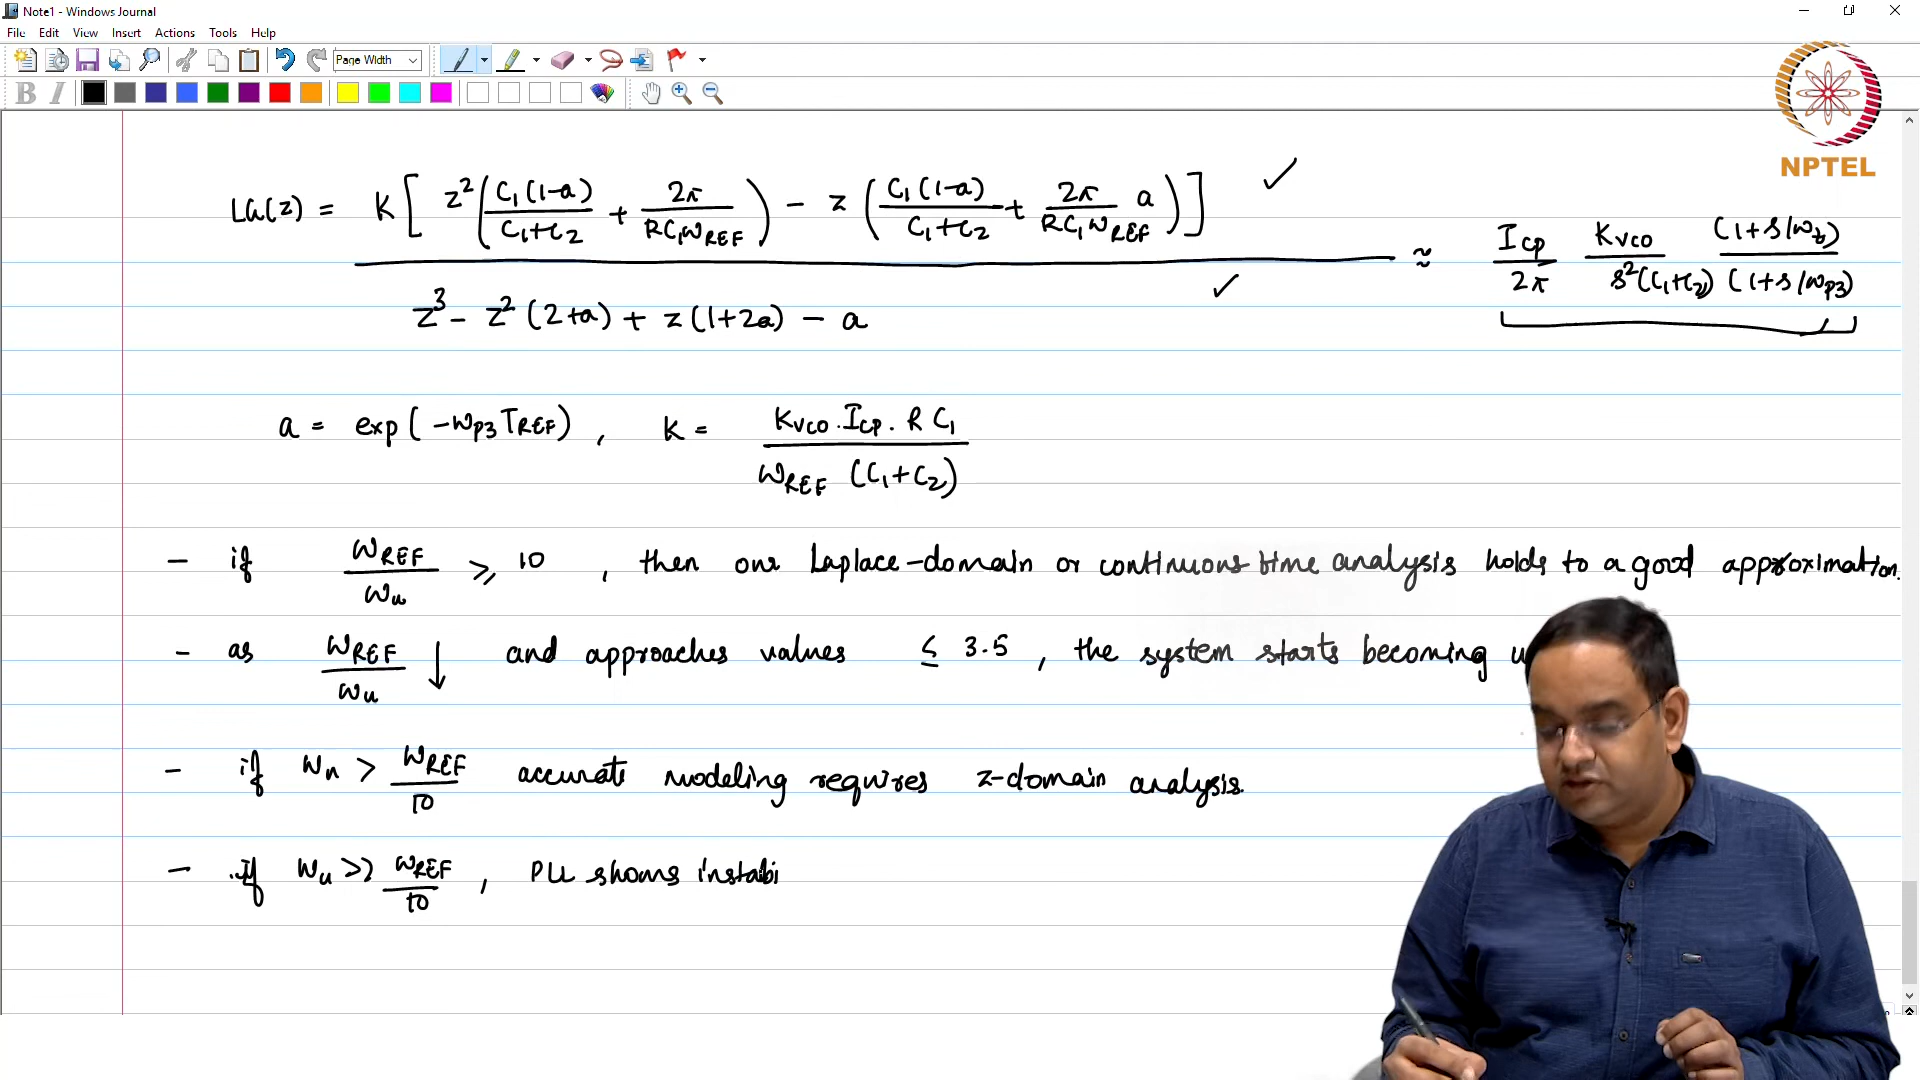 Note1 - Windows Journal
File Edit View Insert Actions Tools Help
Page Width
B I
NPTEL
LG(z) = K [ z² ( C₁(1-a) / (C₁+C₂) + 2π / (RC₁ω_REF) ) - z ( C₁(1-a) / (C₁+C₂) + 2π / (RC₁ω_REF) a ) ] ✓
/ z³ - z² (2+a) + z (1+2a) - a ✓
≈ I_CP / 2π K_VCO / s²(C₁+C₂) (1+s/ω_z) / (1+s/ω_p3)
a = exp(-ω_p3 T_REF) , K = K_VCO . I_CP . R C₁ / ω_REF (C₁+C₂)
- if ω_REF / ω_u ≥ 10 , then our Laplace-domain or continuous time analysis holds to a good approximation.
- as ω_REF / ω_u ↓ and approaches values ≤ 3.5 , the system starts becoming
- if ω_u > ω_REF / 10 accurate modeling requires z-domain analysis.
- if ω_u >> ω_REF / 10 , PLL shows instabi